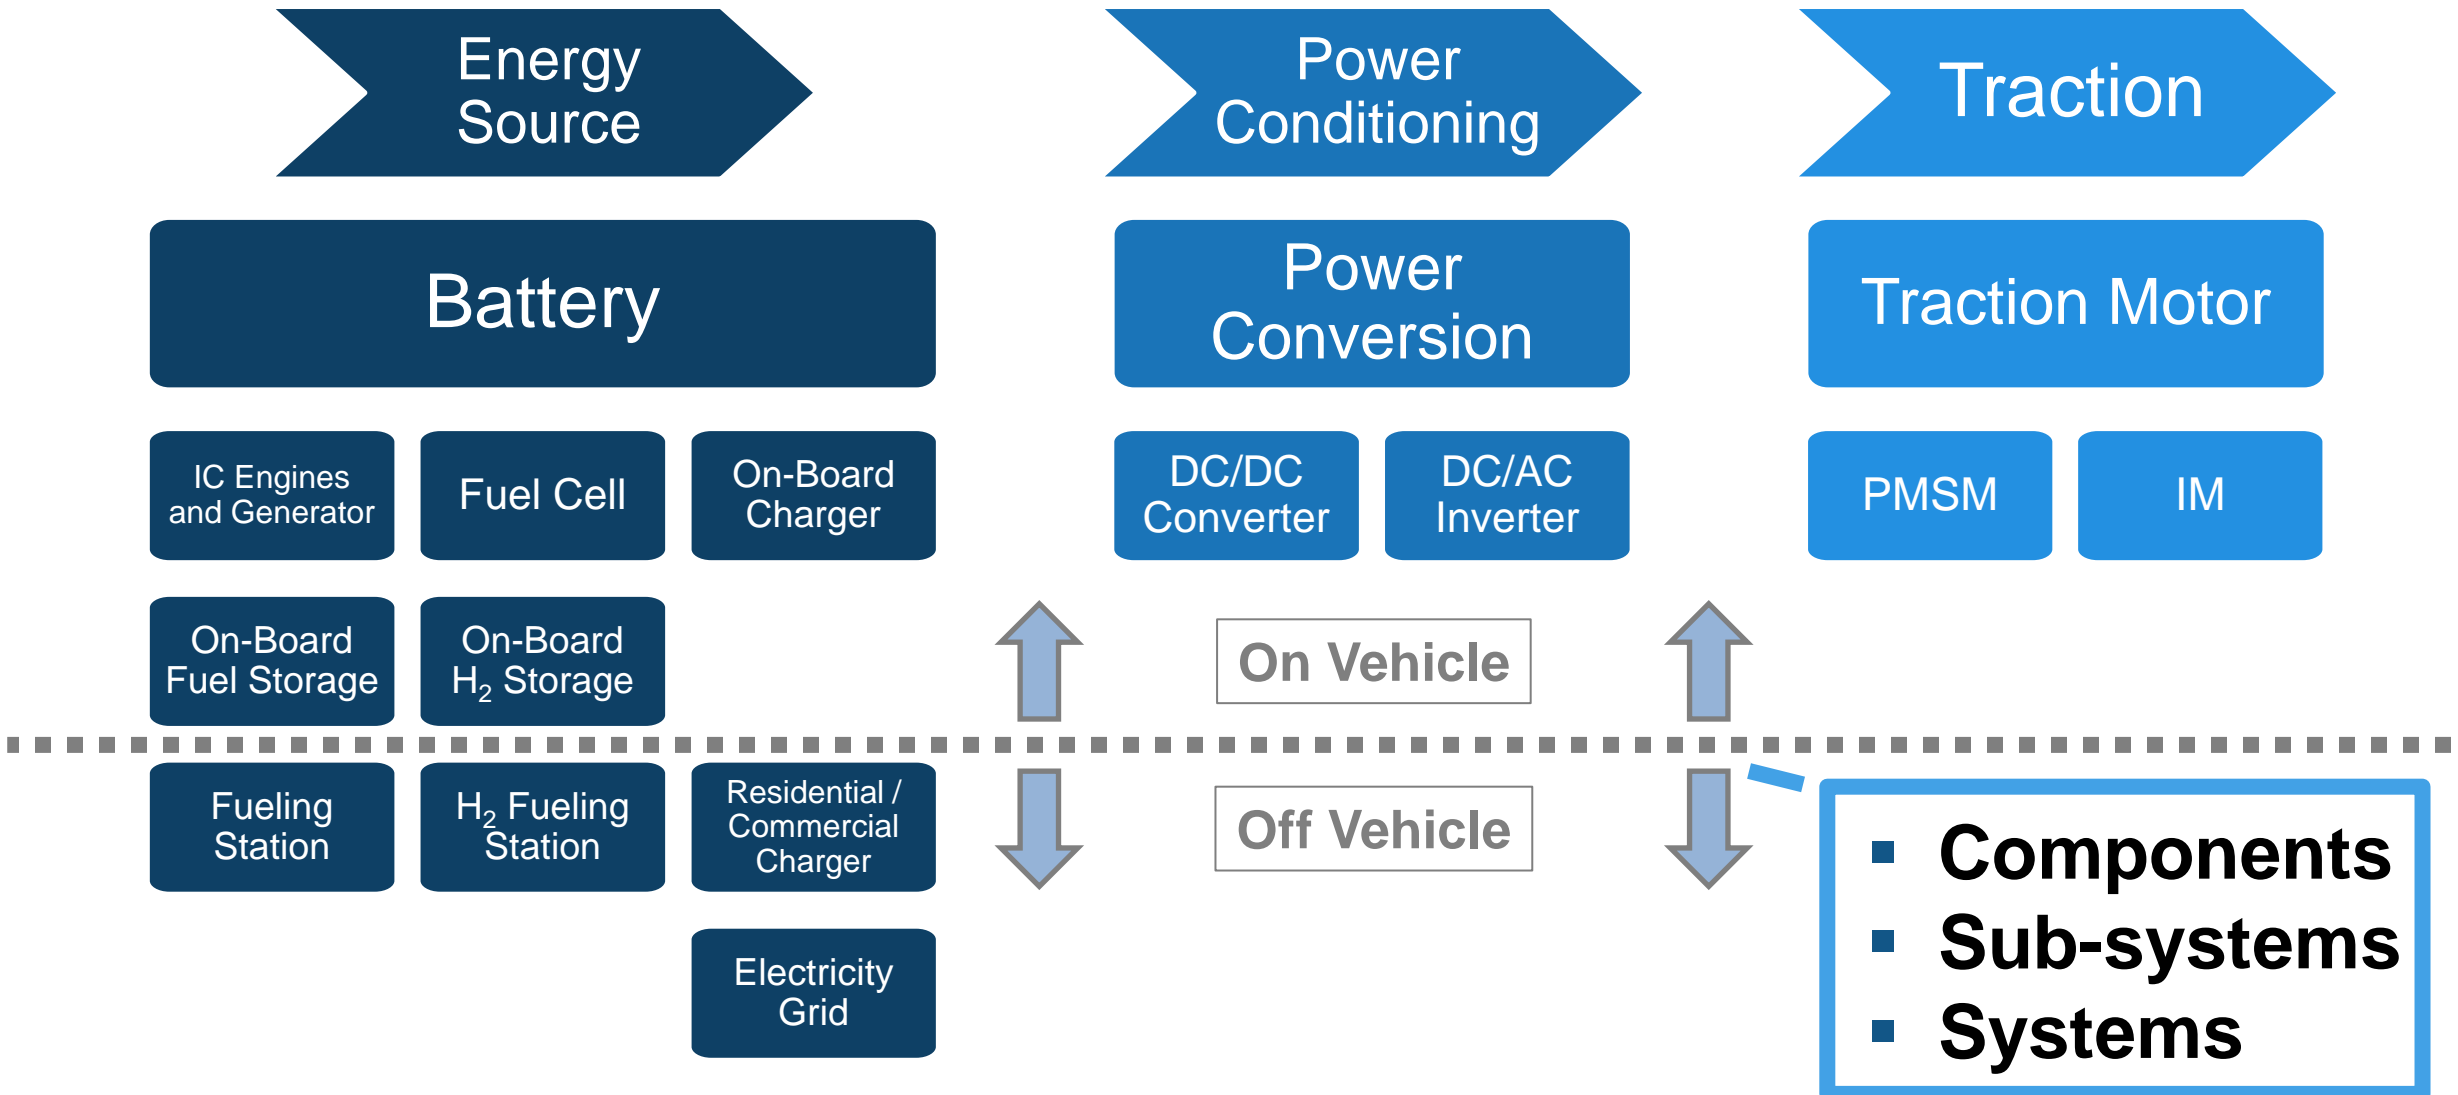 Energy
Source
Power
Conditioning
Traction
Battery
Power
Conversion
Traction Motor
IC Engines
and Generator
Fuel Cell
On-Board
Charger
DC/DC
Converter
DC/AC
Inverter
PMSM
IM
On-Board
Fuel Storage
On-Board
H₂ Storage
On Vehicle
Fueling
Station
H₂ Fueling
Station
Residential /
Commercial
Charger
Off Vehicle
Electricity
Grid
▪ Components
▪ Sub-systems
▪ Systems